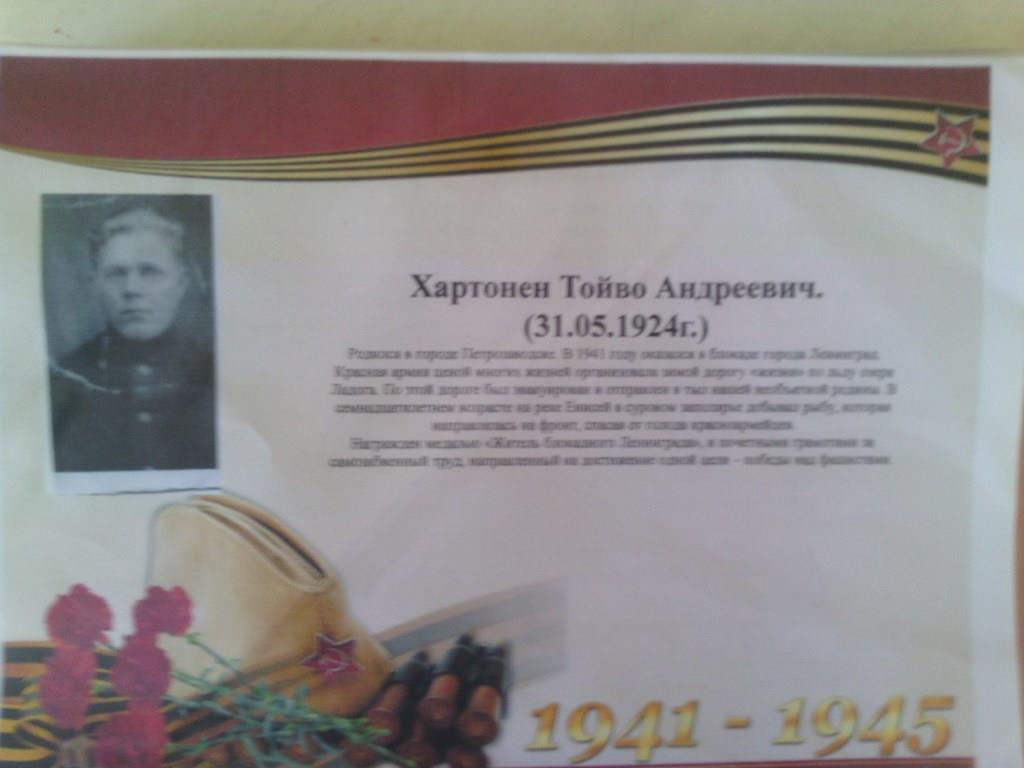 Хартонен Тойво Андреевич.
(31.05.1924г.)
Родился в городе Петрозаводске. В 1941 году оказался в блокаде города Ленинград.
Красная армия ценой многих жизней организовала зимой дорогу «жизни» по льду озера
Ладога. По этой дороге был эвакуирован и отправлен в тыл нашей необъятной родины. В
семнадцатилетнем возрасте на реке Енисей в суровом заполярье добывал рыбу, которая
направлялась на фронт, спасая от голода красноармейцев.
Награжден медалью «Житель блокадного Ленинграда», и почетными грамотами за
самозабвенный труд, направленный на достижение одной цели – победы над фашистами
1941 - 1945